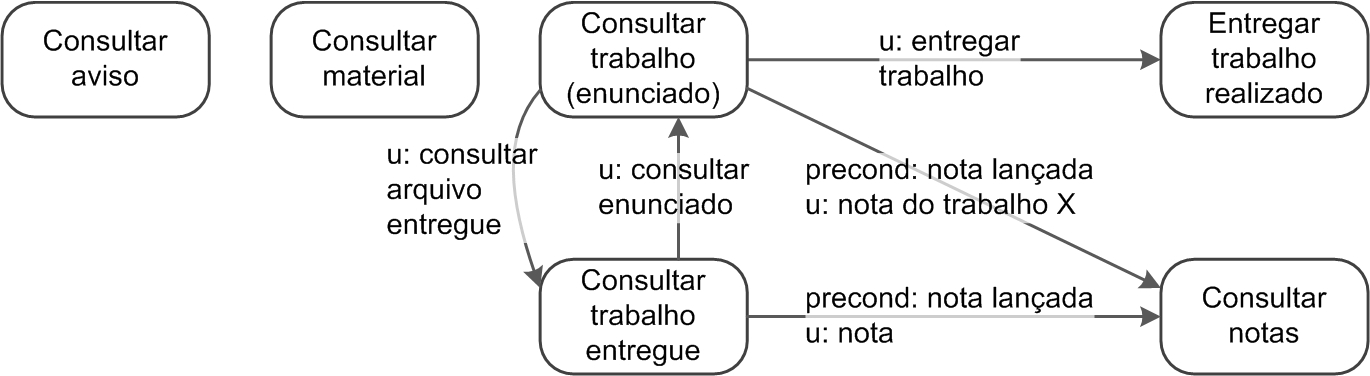 Consultar
aviso
Consultar
material
Consultar
trabalho
(enunciado)
u: entregar
trabalho
Entregar
trabalho
realizado
u: consultar
arquivo
entregue
u: consultar
enunciado
precond: nota lançada
u: nota do trabalho X
Consultar
trabalho
entregue
precond: nota lançada
u: nota
Consultar
notas